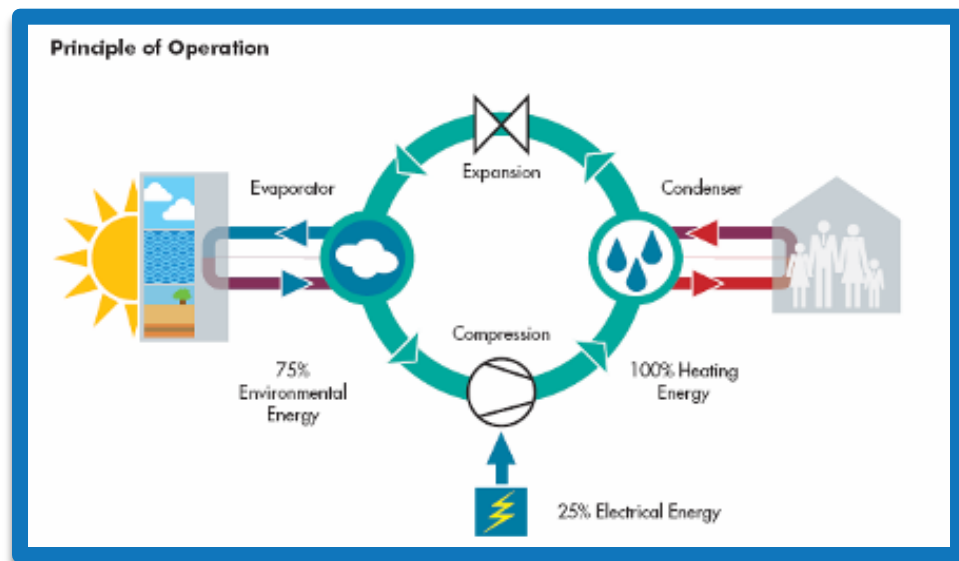 Principle of Operation
Expansion
Evaporator
Condenser
Compression
75%
Environmental
Energy
100% Heating
Energy
25% Electrical Energy